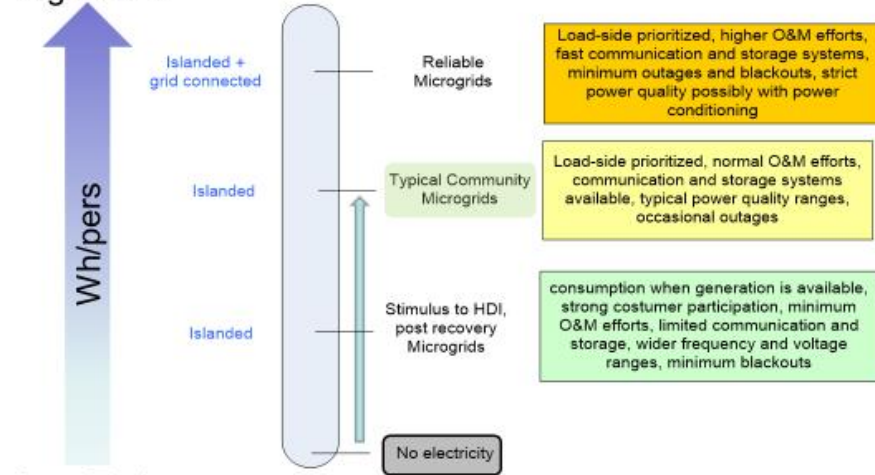 Islanded +
grid connected
Reliable
Microgrids
Load-side prioritized, higher O&M efforts,
fast communication and storage systems,
minimum outages and blackouts, strict
power quality possibly with power
conditioning
Islanded
Typical Community
Microgrids
Load-side prioritized, normal O&M efforts,
communication and storage systems
available, typical power quality ranges,
occasional outages
Wh/pers
Islanded
Stimulus to HDI,
post recovery
Microgrids
consumption when generation is available,
strong costumer participation, minimum
O&M efforts, limited communication and
storage, wider frequency and voltage
ranges, minimum blackouts
No electricity